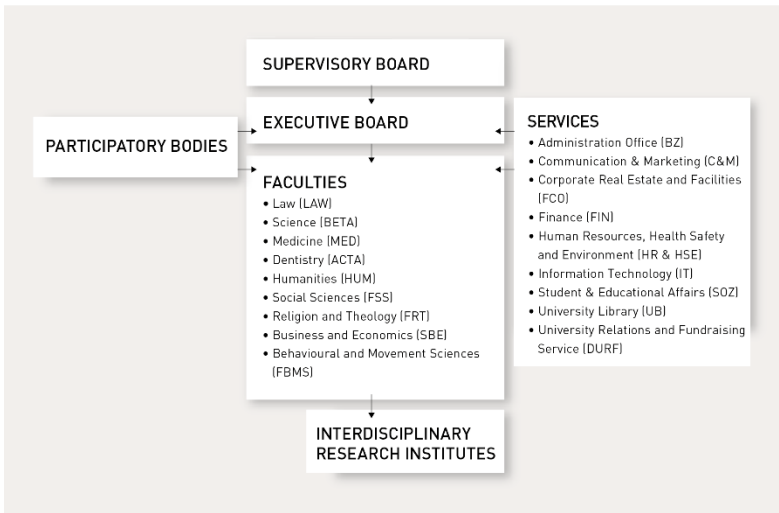 SUPERVISORY BOARD
EXECUTIVE BOARD
PARTICIPATORY BODIES
FACULTIES
• Law (LAW)
• Science (BETA)
• Medicine (MED)
• Dentistry (ACTA)
• Humanities (HUM)
• Social Sciences (FSS)
• Religion and Theology (FRT)
• Business and Economics (SBE)
• Behavioural and Movement Sciences
(FBMS)
SERVICES
• Administration Office (BZ)
• Communication & Marketing (C&M)
• Corporate Real Estate and Facilities
(FCO)
• Finance (FIN)
• Human Resources, Health Safety
and Environment (HR & HSE)
• Information Technology (IT)
• Student & Educational Affairs (SOZ)
• University Library (UB)
• University Relations and Fundraising
Service (DURF)
INTERDISCIPLINARY
RESEARCH INSTITUTES